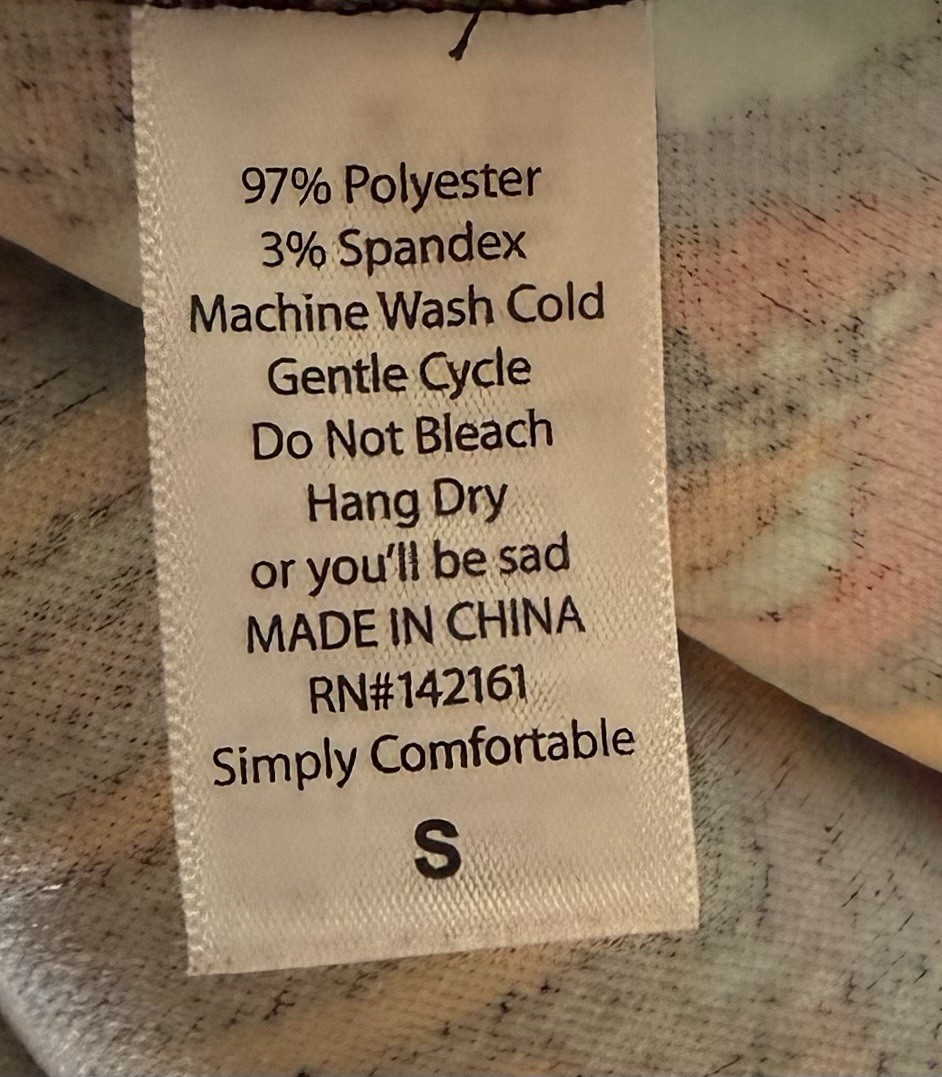 97% Polyester
3% Spandex
Machine Wash Cold
Gentle Cycle
Do Not Bleach
Hang Dry
or you'll be sad
MADE IN CHINA
RN#142161
Simply Comfortable
S